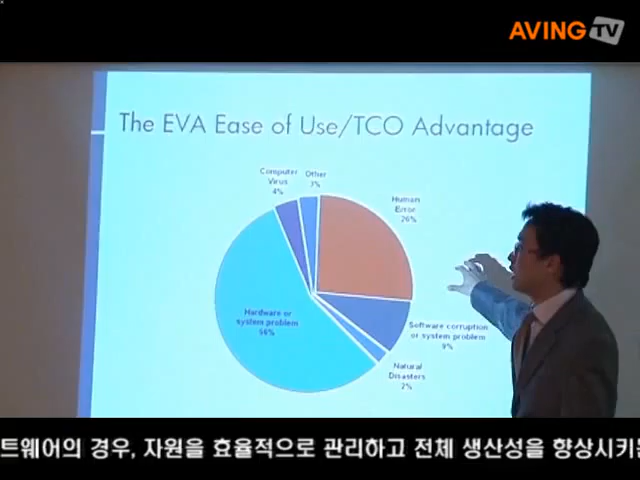 AVING TV
The EVA Ease of Use/TCO Advantage
Computer
Virus
4%
Other
3%
Human
Error
26%
Hardware or
system problem
56%
Software corruption
or system problem
9%
Natural
Disasters
2%
트웨어의 경우, 자원을 효율적으로 관리하고 전체 생산성을 향상시키는